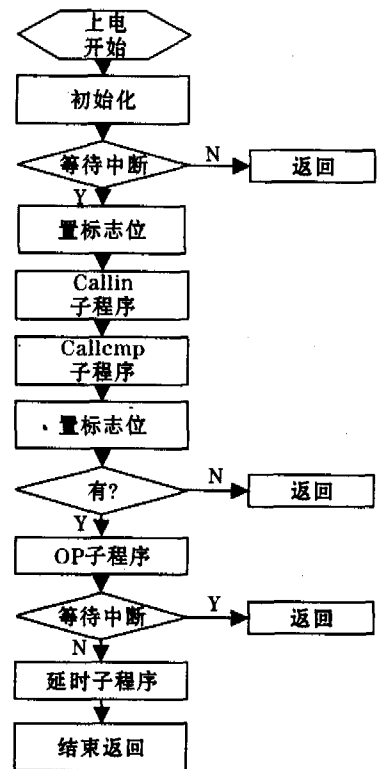 上电
开始
初始化
等待中断
N
返回
Y
置标志位
Callin
子程序
Callcmp
子程序
置标志位
有?
N
返回
Y
OP子程序
等待中断
Y
返回
N
延时子程序
结束返回